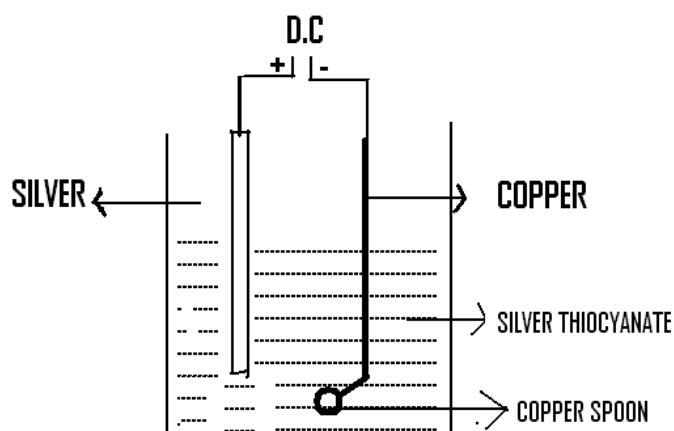 D.C
+ -
SILVER
COPPER
SILVER THIOCYANATE
COPPER SPOON